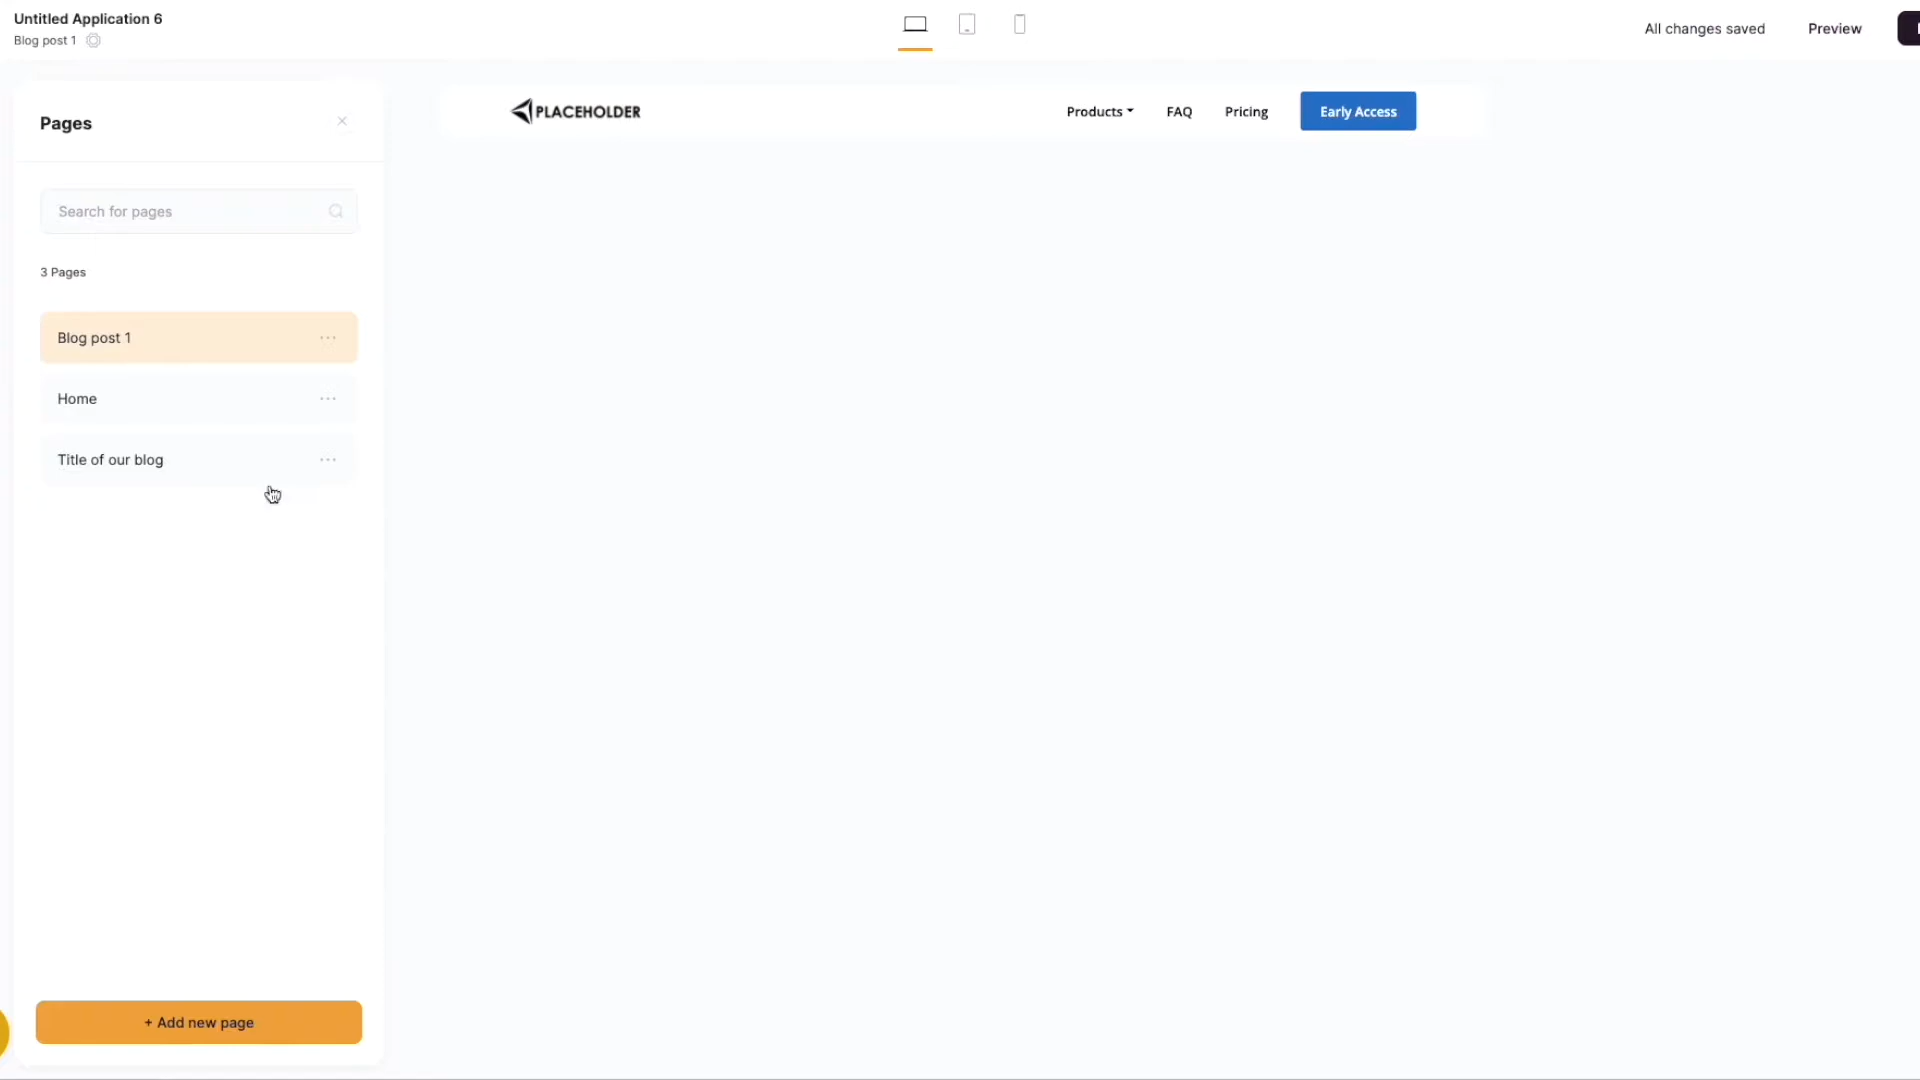 Untitled Application 6
Blog post 1
All changes saved
Preview
Pages
PLACEHOLDER
Products
FAQ
Pricing
Early Access
Search for pages
3 Pages
Blog post 1
Home
Title of our blog
+ Add new page